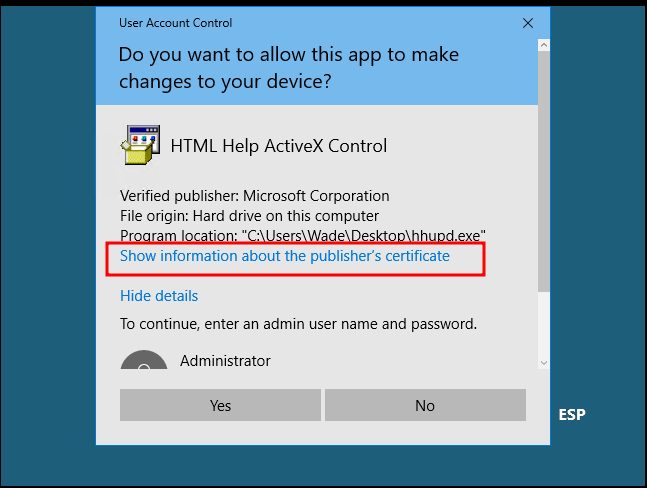 User Account Control
Do you want to allow this app to make
changes to your device?
HTML Help ActiveX Control
Verified publisher: Microsoft Corporation
File origin: Hard drive on this computer
Program location: "C:\Users\Wade\Desktop\hhupd.exe"
Show information about the publisher's certificate
Hide details
To continue, enter an admin user name and password.
Administrator
Yes
No
ESP